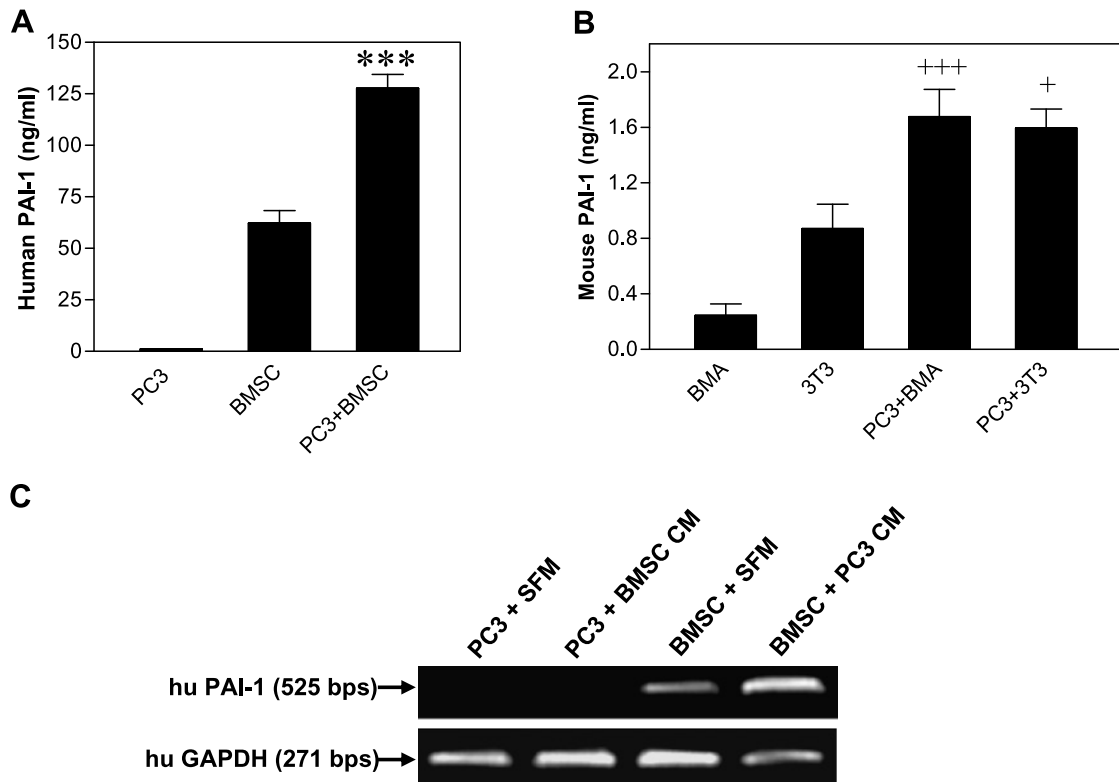 A
Human PAI-1 (ng/ml)
150
125
100
75
50
25
0
***
PC3
BMSC
PC3+BMSC
B
Mouse PAI-1 (ng/ml)
2.0
1.6
1.2
0.8
0.4
0.0
+++
+
BMA
3T3
PC3+BMA
PC3+3T3
C
PC3 + SFM
PC3 + BMSC CM
BMSC + SFM
BMSC + PC3 CM
hu PAI-1 (525 bps)
hu GAPDH (271 bps)